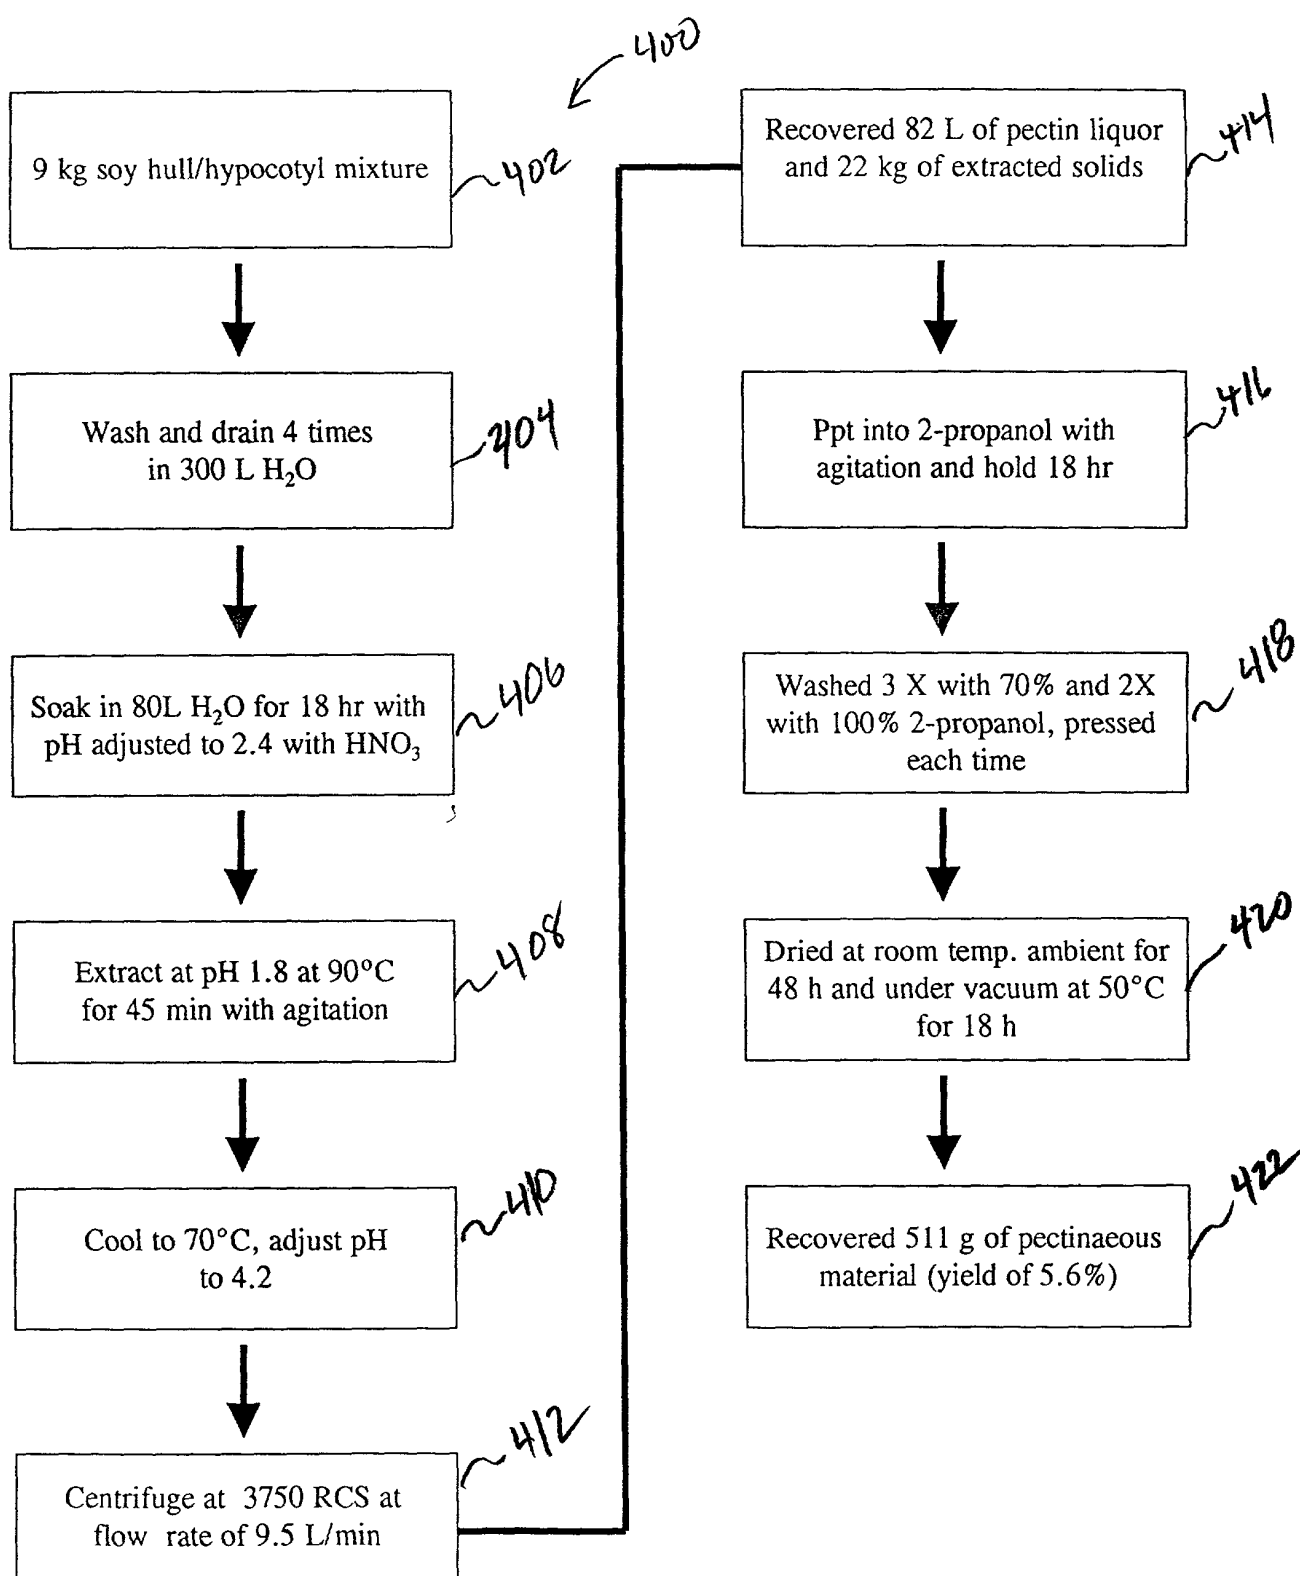 400
9 kg soy hull/hypocotyl mixture
402
Wash and drain 4 times
in 300 L H₂O
404
Soak in 80L H₂O for 18 hr with
pH adjusted to 2.4 with HNO₃
406
Extract at pH 1.8 at 90°C
for 45 min with agitation
408
Cool to 70°C, adjust pH
to 4.2
410
Centrifuge at 3750 RCS at
flow rate of 9.5 L/min
412
Recovered 82 L of pectin liquor
and 22 kg of extracted solids
414
Ppt into 2-propanol with
agitation and hold 18 hr
416
Washed 3 X with 70% and 2X
with 100% 2-propanol, pressed
each time
418
Dried at room temp. ambient for
48 h and under vacuum at 50°C
for 18 h
420
Recovered 511 g of pectinaeous
material (yield of 5.6%)
422